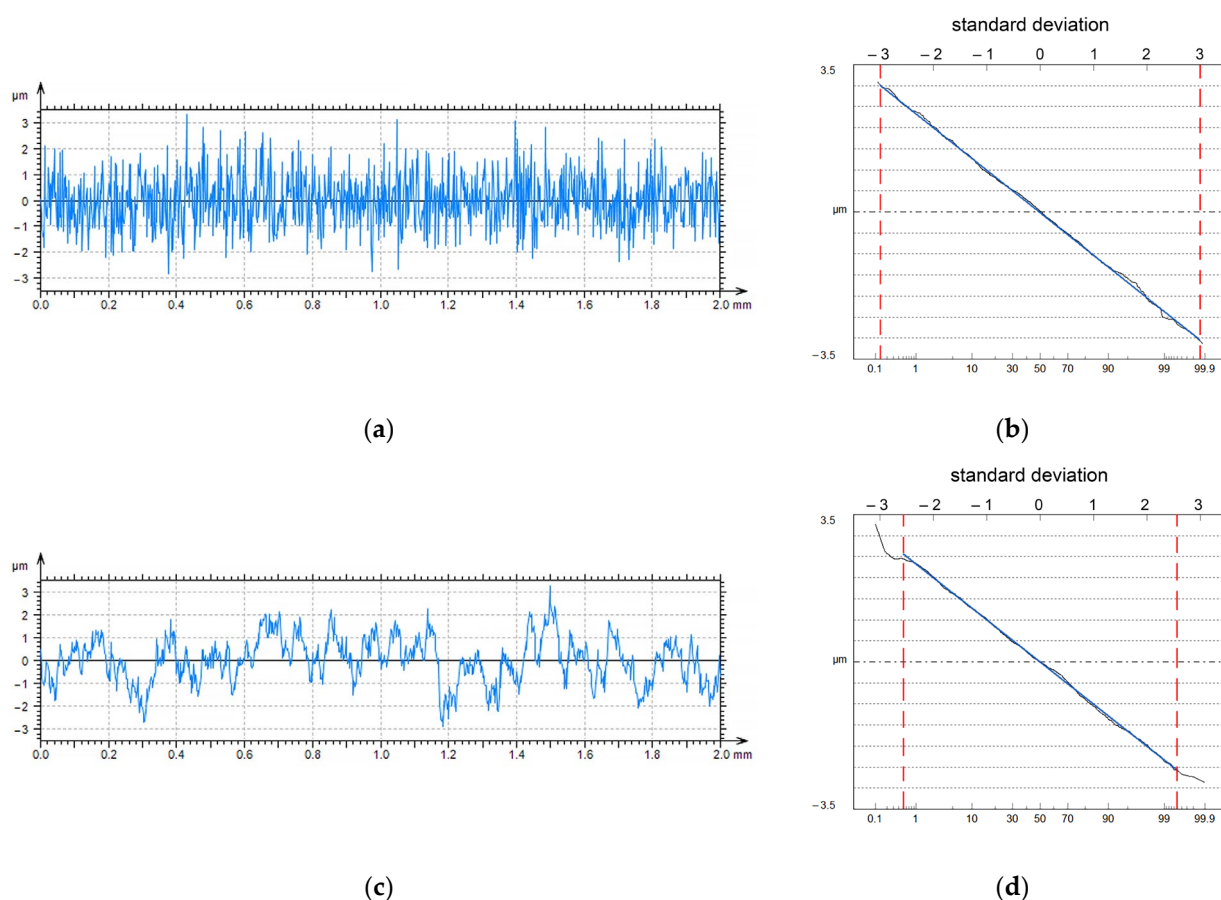 standard deviation
– 3 – 2 – 1 0 1 2 3
3.5
µm
– 3.5
0.1 1 10 30 50 70 90 99 99.9
µm
3
2
1
0
– 1
– 2
– 3
0.0 0.2 0.4 0.6 0.8 1.0 1.2 1.4 1.6 1.8 2.0 mm
(a)
(b)
standard deviation
– 3 – 2 – 1 0 1 2 3
3.5
µm
– 3.5
0.1 1 10 30 50 70 90 99 99.9
µm
3
2
1
0
– 1
– 2
– 3
0.0 0.2 0.4 0.6 0.8 1.0 1.2 1.4 1.6 1.8 2.0 mm
(c)
(d)